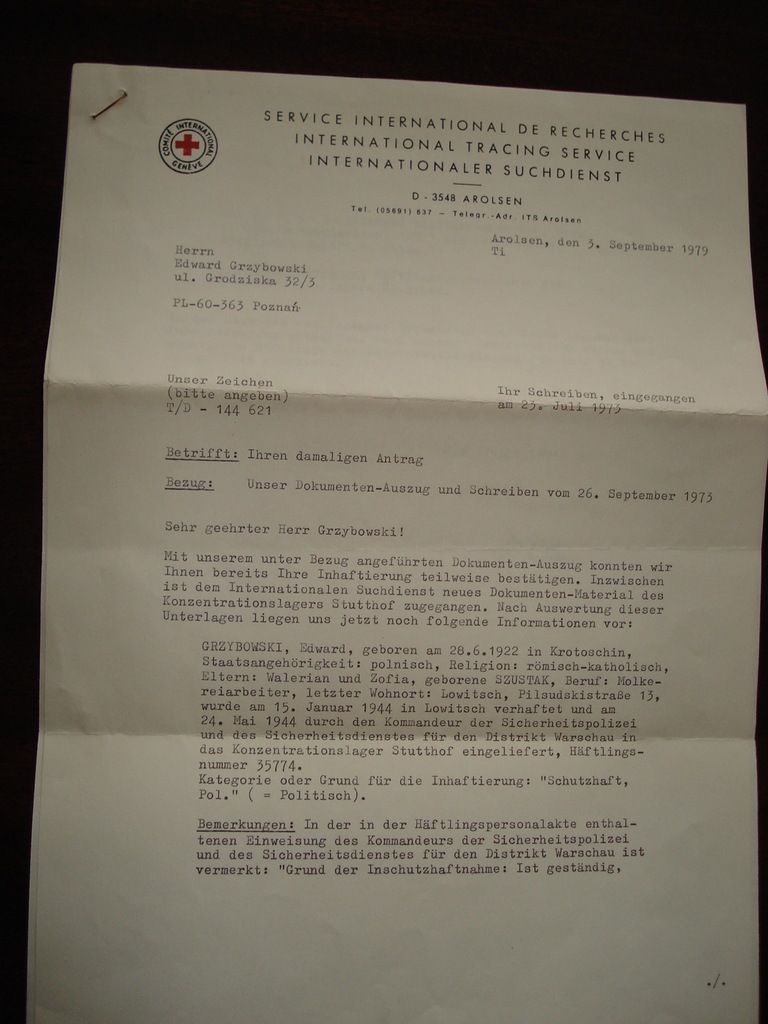 COMITÉ INTERNATIONAL
GENÈVE
SERVICE INTERNATIONAL DE RECHERCHES
INTERNATIONAL TRACING SERVICE
INTERNATIONALER SUCHDIENST
D - 3548 AROLSEN
Tel. (05691) 637 – Telegr.-Adr. ITS Arolsen
Arolsen, den 3. September 1979
Ti
Herrn
Edward Grzybowski
ul. Grodziska 32/3
PL-60-363 Poznań
Unser Zeichen
(bitte angeben)
T/D - 144 621
Ihr Schreiben, eingegangen
am 23. Juli 1973
Betrifft: Ihren damaligen Antrag
Bezug: Unser Dokumenten-Auszug und Schreiben vom 26. September 1973
Sehr geehrter Herr Grzybowski!
Mit unserem unter Bezug angeführten Dokumenten-Auszug konnten wir
Ihnen bereits Ihre Inhaftierung teilweise bestätigen. Inzwischen
ist dem Internationalen Suchdienst neues Dokumenten-Material des
Konzentrationslagers Stutthof zugegangen. Nach Auswertung dieser
Unterlagen liegen uns jetzt noch folgende Informationen vor:
GRZYBOWSKI, Edward, geboren am 28.6.1922 in Krotoschin,
Staatsangehörigkeit: polnisch, Religion: römisch-katholisch,
Eltern: Walerian und Zofia, geborene SZUSTAK, Beruf: Molke-
reiarbeiter, letzter Wohnort: Lowitsch, Pilsudskistraße 13,
wurde am 15. Januar 1944 in Lowitsch verhaftet und am
24. Mai 1944 durch den Kommandeur der Sicherheitspolizei
und des Sicherheitsdienstes für den Distrikt Warschau in
das Konzentrationslager Stutthof eingeliefert, Häftlings-
nummer 35774.
Kategorie oder Grund für die Inhaftierung: "Schutzhaft,
Pol." ( = Politisch).
Bemerkungen: In der in der Häftlingspersonalakte enthal-
tenen Einweisung des Kommandeurs der Sicherheitspolizei
und des Sicherheitsdienstes für den Distrikt Warschau ist
vermerkt: "Grund der Inschutzhaftnahme: Ist geständig,
./.